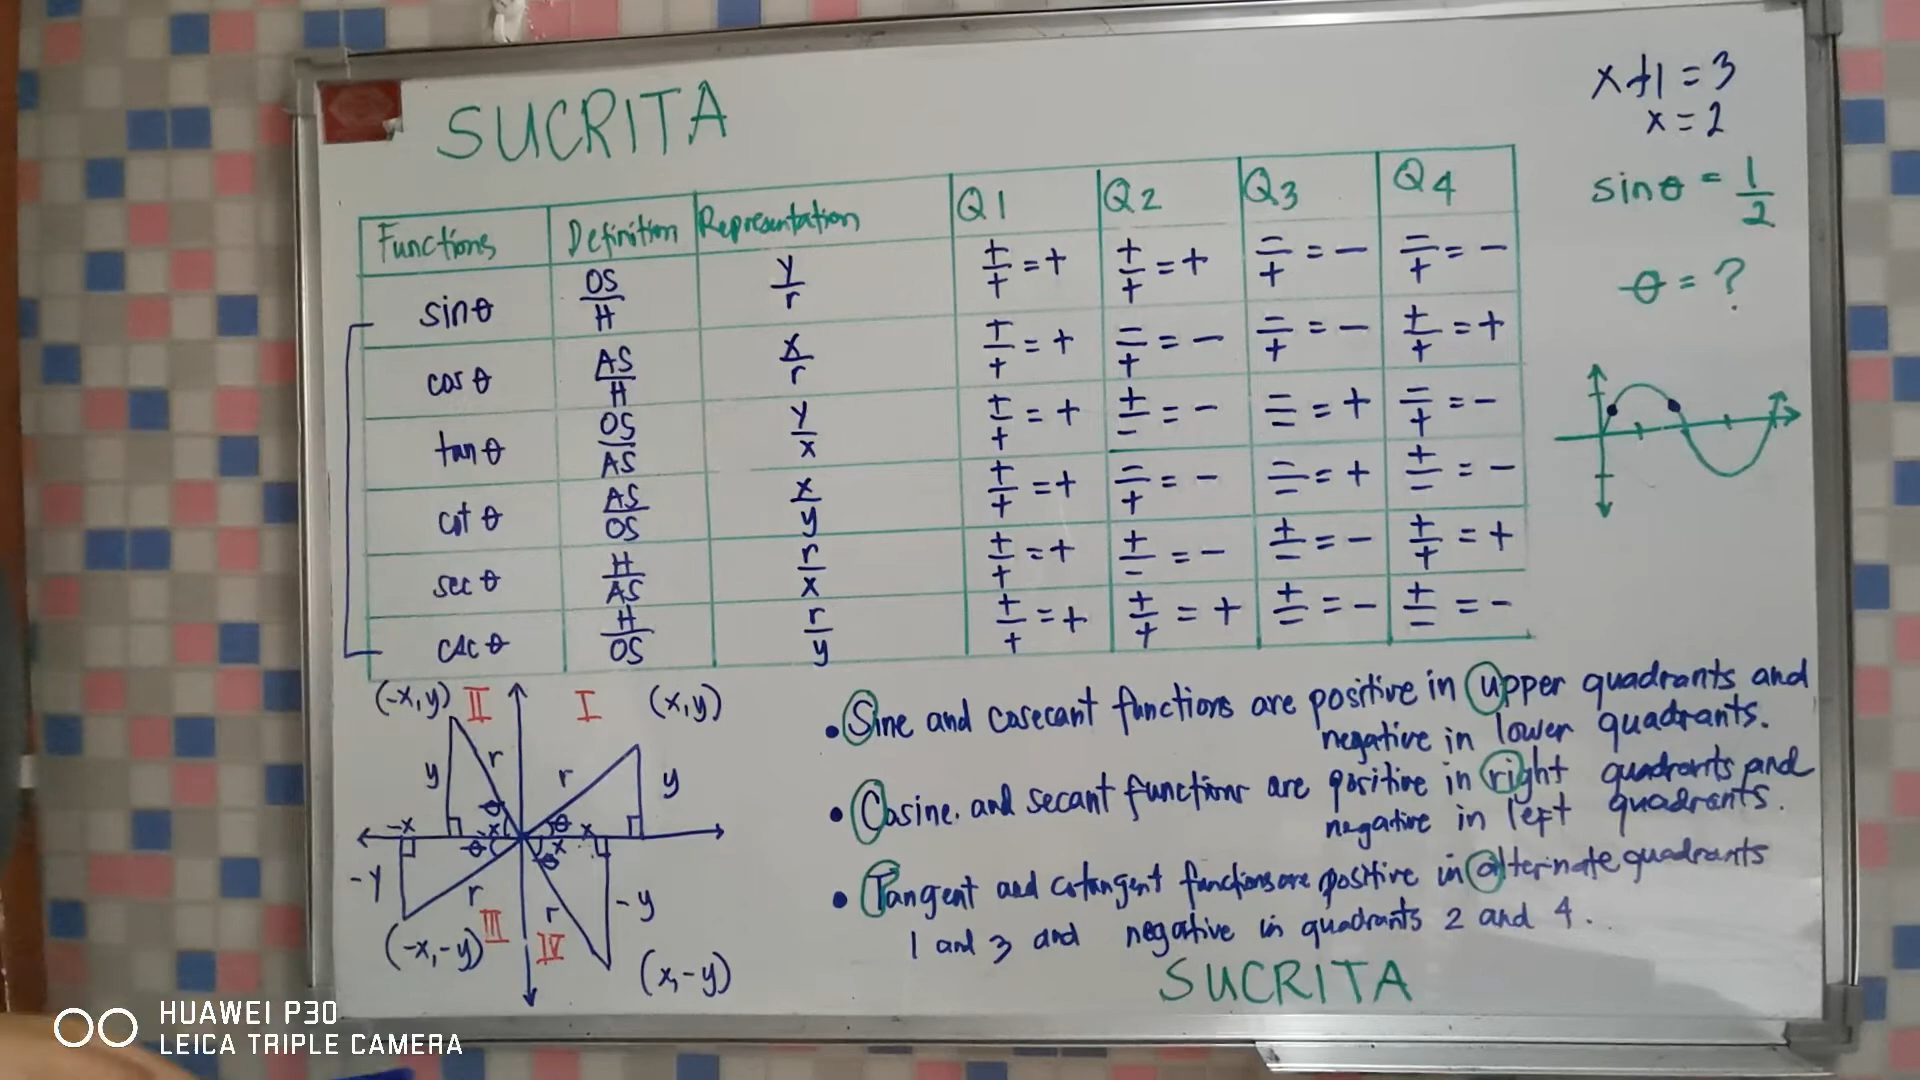 SUCRITA
x+1 = 3
x = 2
sin θ = 1/2
θ = ?
Functions Definition Representation Q1 Q2 Q3 Q4
sin θ OS/H y/r +/+ = + +/+ = + -/+ = - -/+ = -
cos θ AS/H x/r +/+ = + -/+ = - -/+ = - +/+ = +
tan θ OS/AS y/x +/+ = + +/- = - -/- = + -/+ = -
cot θ AS/OS x/y +/+ = + -/+ = - -/- = + +/- = -
sec θ H/AS r/x +/+ = + +/- = - +/- = - +/+ = +
csc θ H/OS r/y +/+ = + +/+ = + +/- = - +/- = -
(-x, y) II I (x, y)
y r r y
θ θ x
-x -x
θ θ x
-y r r -y
(-x, -y) III IV (x, -y)
• Sine and cosecant functions are positive in upper quadrants and
negative in lower quadrants.
• Cosine and secant functions are positive in right quadrants and
negative in left quadrants.
• Tangent and cotangent functions are positive in alternate quadrants
1 and 3 and negative in quadrants 2 and 4.
SUCRITA
HUAWEI P30
LEICA TRIPLE CAMERA